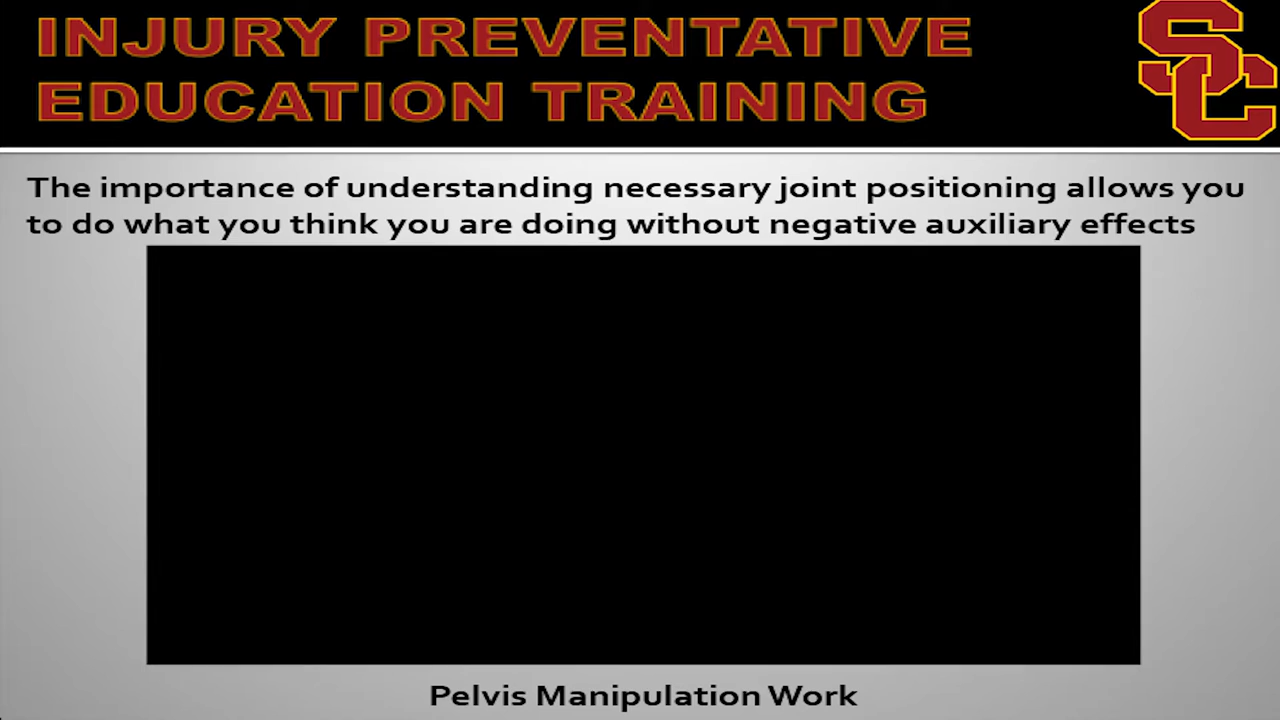 INJURY PREVENTATIVE
EDUCATION TRAINING
SC
The importance of understanding necessary joint positioning allows you
to do what you think you are doing without negative auxiliary effects
Pelvis Manipulation Work